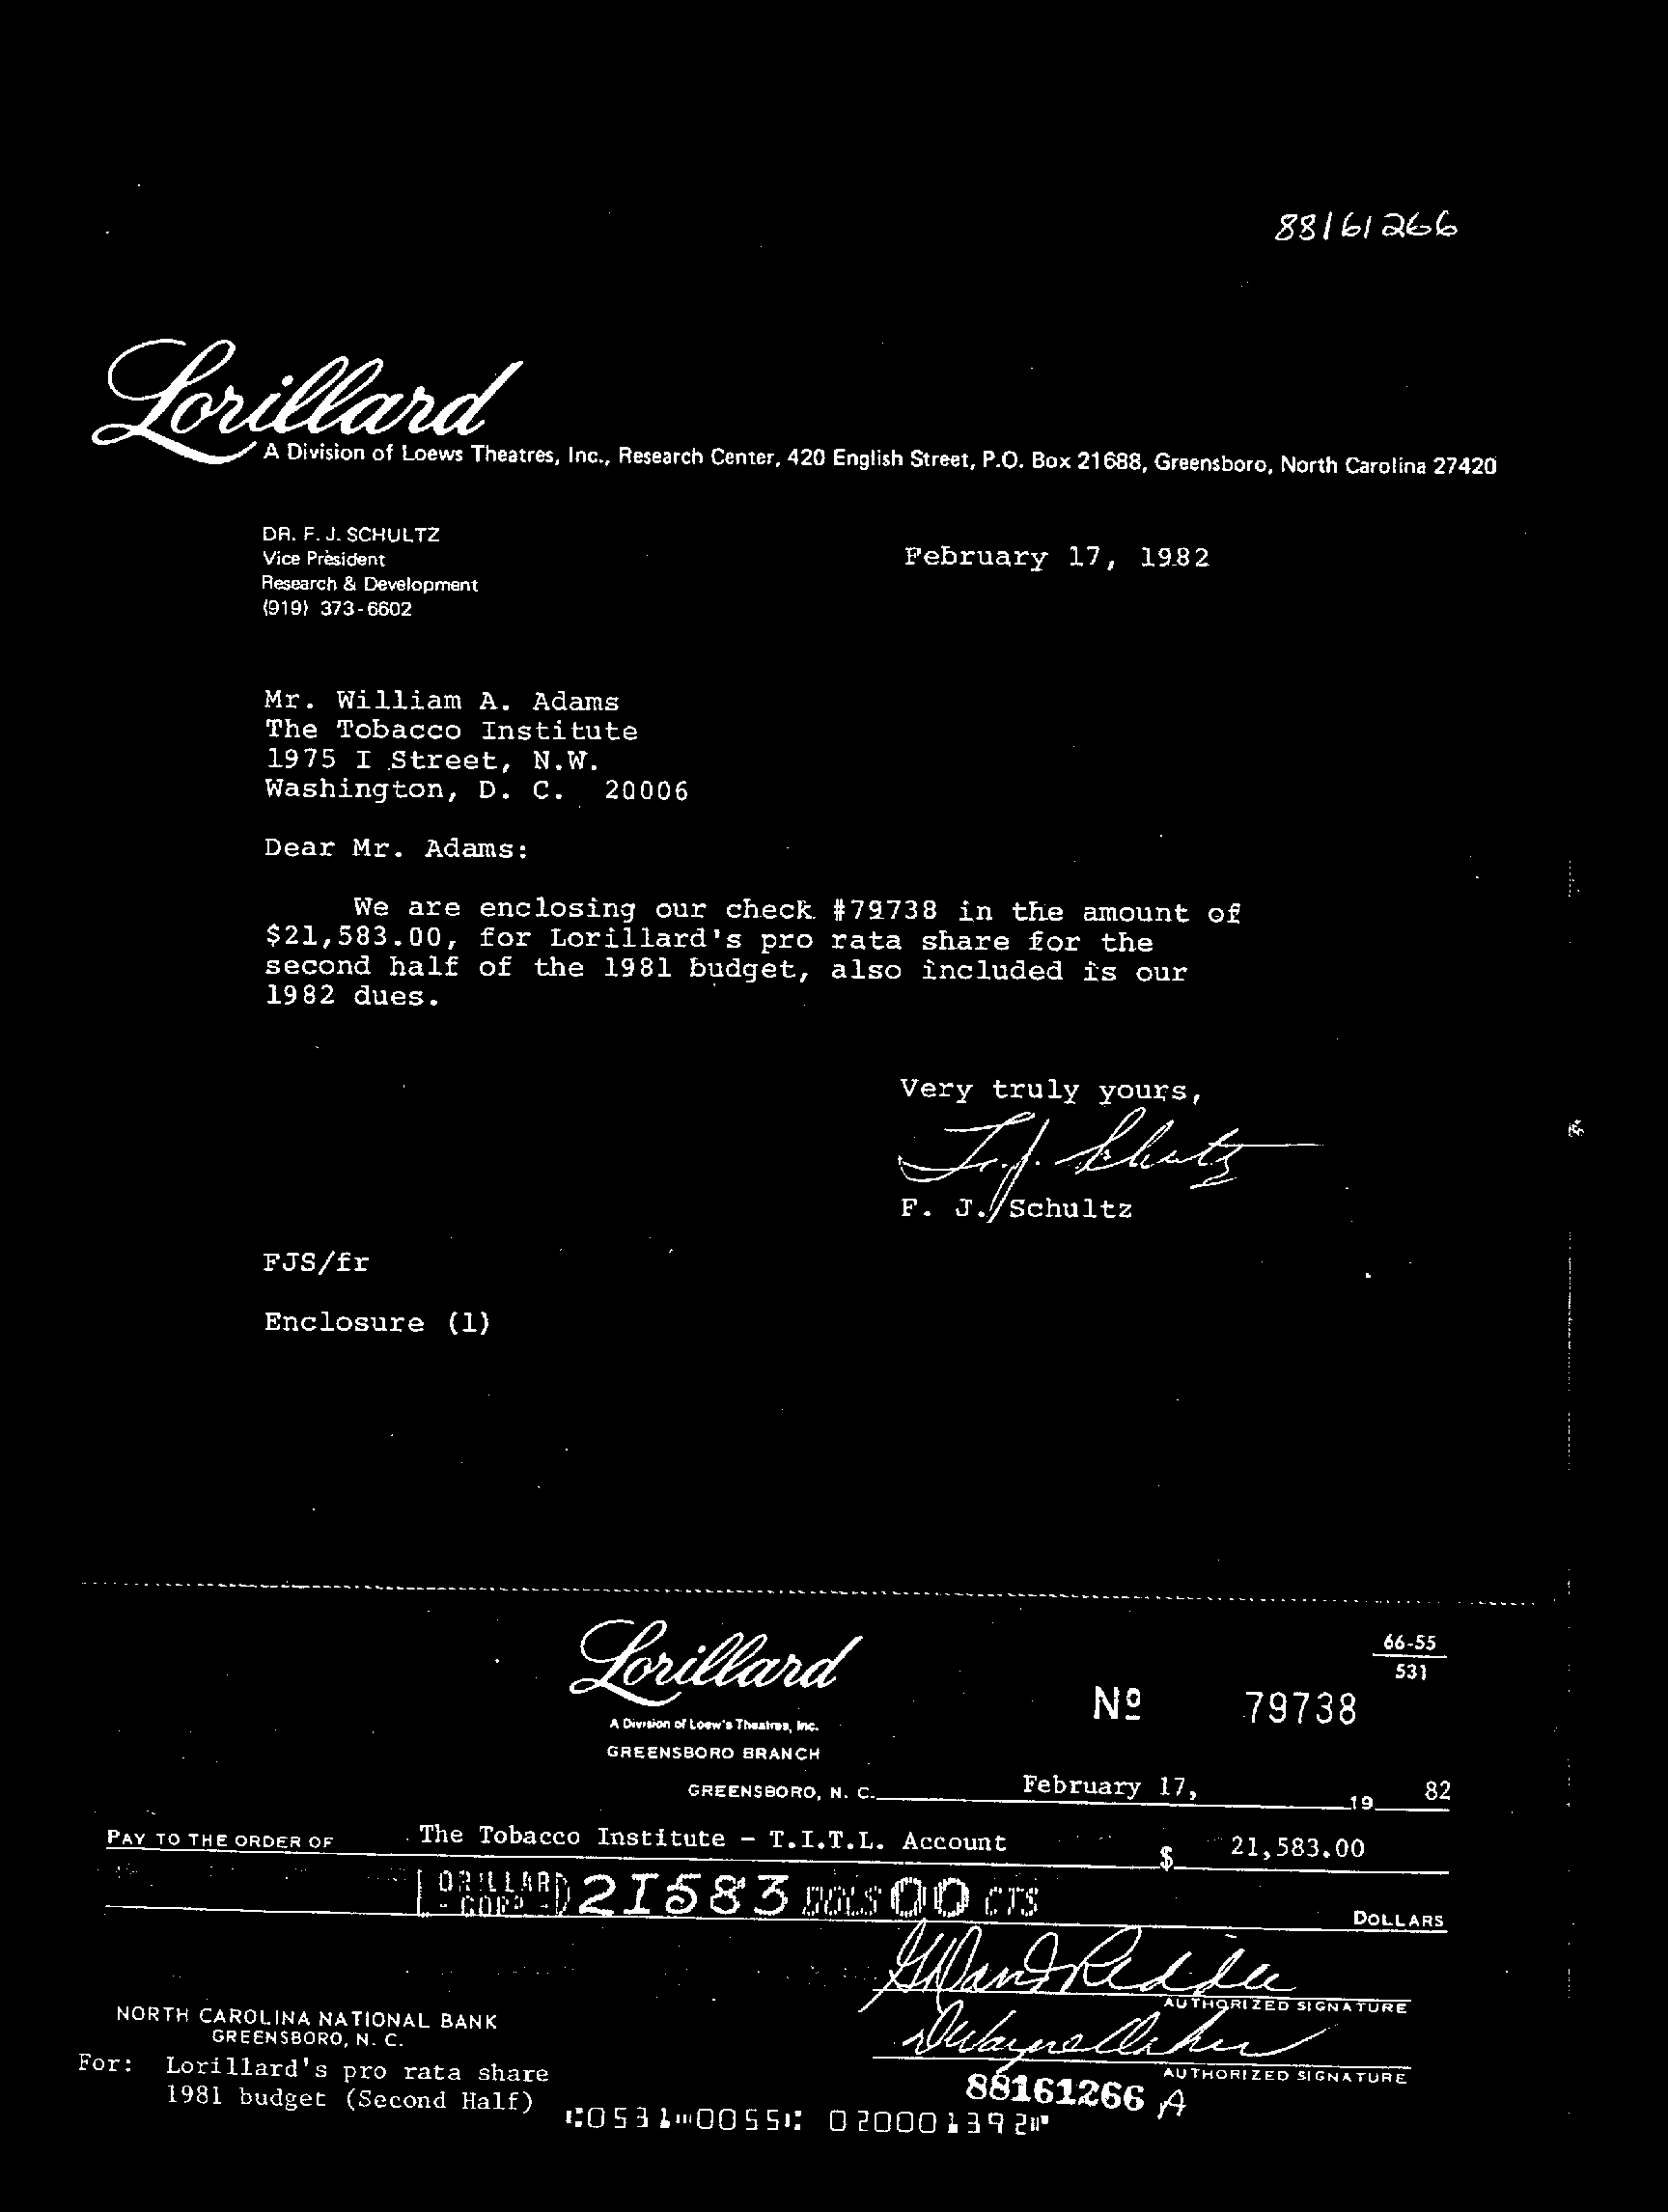 88161266
Lorillard
A Division of Loews Theatres, Inc., Research Center, 420 English Street, P.O. Box 21688, Greensboro, North Carolina 27420
DR. F. J. SCHULTZ
Vice President
Research & Development
(919) 373-6602
February 17, 1982
Mr. William A. Adams
The Tobacco Institute
1975 I Street, N.W.
Washington, D. C. 20006
Dear Mr. Adams:
We are enclosing our check #79738 in the amount of
$21,583.00, for Lorillard's pro rata share for the
second half of the 1981 budget, also included is our
1982 dues.
Very truly yours,
F. J. Schultz
F. J. Schultz
FJS/fr
Enclosure (1)
Lorillard
A Division of Loew's Theatres, Inc.
GREENSBORO BRANCH
66-55
531
Nº 79738
GREENSBORO, N. C. February 17, 19 82
PAY TO THE ORDER OF The Tobacco Institute - T.I.T.L. Account $ 21,583.00
21583 DOLS 00 CTS
DOLLARS
AUTHORIZED SIGNATURE
NORTH CAROLINA NATIONAL BANK
GREENSBORO, N. C.
AUTHORIZED SIGNATURE
For: Lorillard's pro rata share
1981 budget (Second Half)
88161266 A
⑆0531⑉0055⑆ 020001392⑈